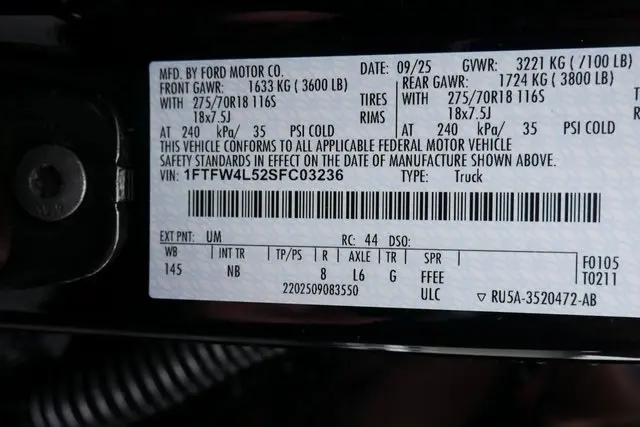 MFD. BY FORD MOTOR CO. DATE: 09/25 GVWR: 3221 KG ( 7100 LB)
FRONT GAWR: 1633 KG ( 3600 LB) REAR GAWR: 1724 KG ( 3800 LB)
WITH 275/70R18 116S TIRES WITH 275/70R18 116S TIRE
18x7.5J RIMS 18x7.5J RIM
AT 240 kPa/ 35 PSI COLD AT 240 kPa/ 35 PSI COLD
THIS VEHICLE CONFORMS TO ALL APPLICABLE FEDERAL MOTOR VEHICLE
SAFETY STANDARDS IN EFFECT ON THE DATE OF MANUFACTURE SHOWN ABOVE.
VIN: 1FTFW4L52SFC03236 TYPE: Truck
EXT PNT: UM RC: 44 DSO:
WB INT TR TP/PS R AXLE TR SPR F0105
145 NB 8 L6 G FFEE T0211
2202509083550 ULC ▽ RU5A-3520472-AB